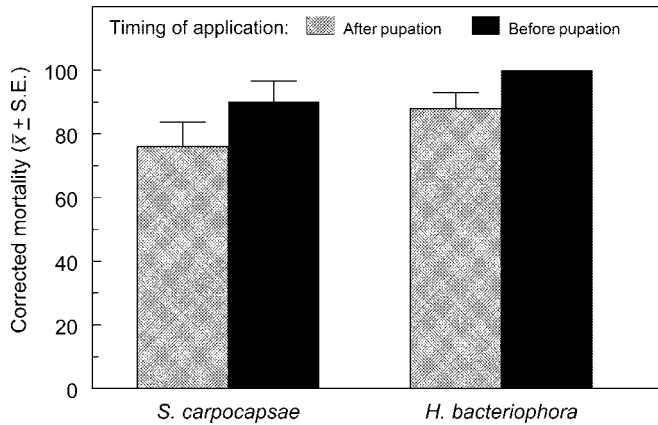 Timing of application: After pupation Before pupation
Corrected mortality (x̄ ± S.E.)
100
80
60
40
20
0
S. carpocapsae H. bacteriophora